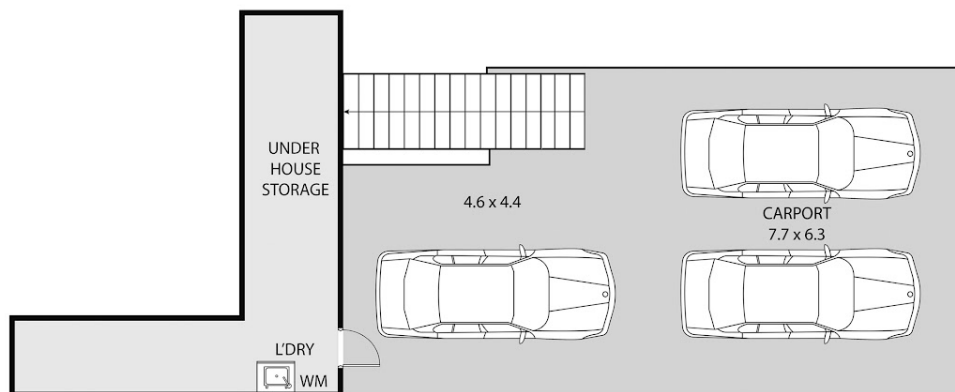 UNDER
HOUSE
STORAGE
4.6 x 4.4
CARPORT
7.7 x 6.3
L'DRY
WM